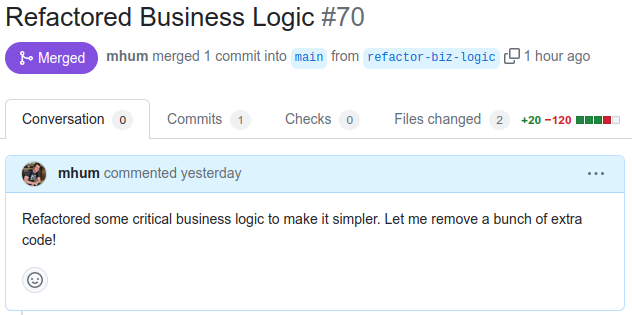 Refactored Business Logic #70
Merged mhum merged 1 commit into main from refactor-biz-logic 1 hour ago
Conversation 0 Commits 1 Checks 0 Files changed 2 +20 −120
mhum commented yesterday ...
Refactored some critical business logic to make it simpler. Let me remove a bunch of extra
code!